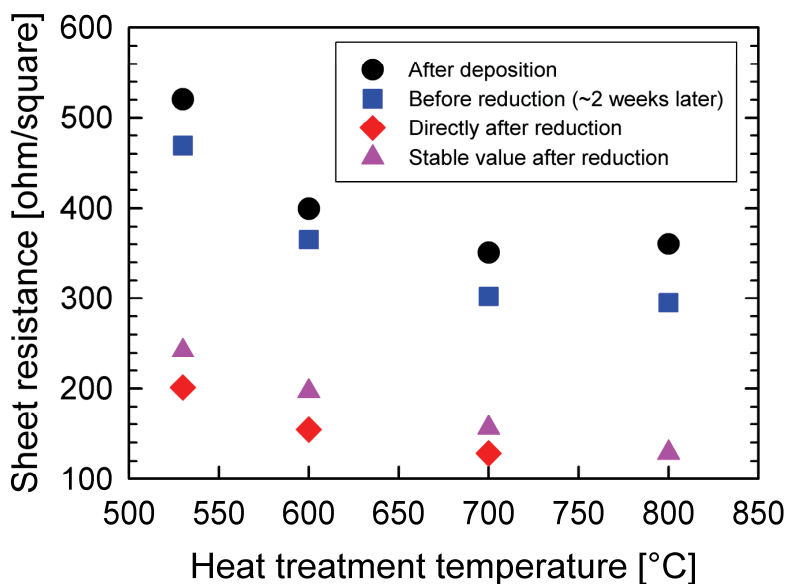 600
500
400
300
200
100
Sheet resistance [ohm/square]
After deposition
Before reduction (~2 weeks later)
Directly after reduction
Stable value after reduction
500 550 600 650 700 750 800 850
Heat treatment temperature [°C]